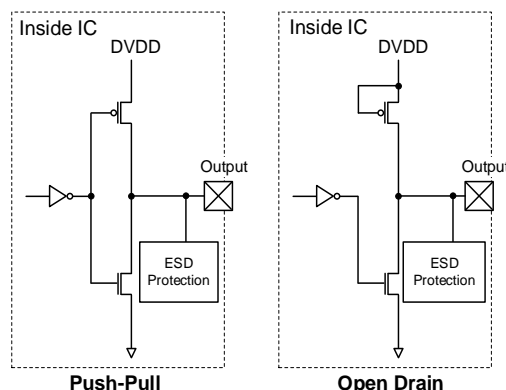 Inside IC
DVDD
Output
ESD
Protection
Push-Pull
Inside IC
DVDD
Output
ESD
Protection
Open Drain